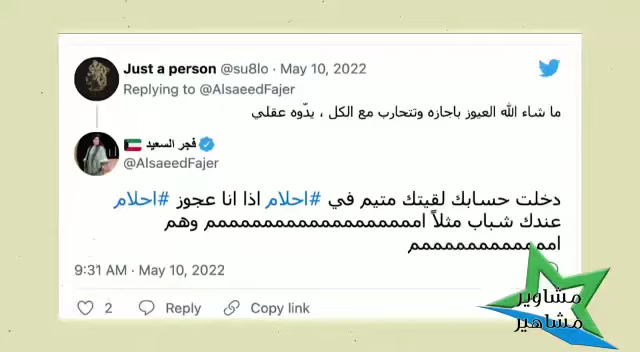 Just a person @su8lo · May 10, 2022
Replying to @AlsaeedFajer
ما شاء الله العيوز باجازه وتتحارب مع الكل ، يدّوه عقلي
فجر السعيد
@AlsaeedFajer
دخلت حسابك لقيتك متيم في #احلام اذا انا عجوز #احلام
عندك شباب مثلاً امممممممممممممممممممم وهم
اممممممممممممم
9:31 AM · May 10, 2022
2 Reply Copy link
مشاوير
مشاهير